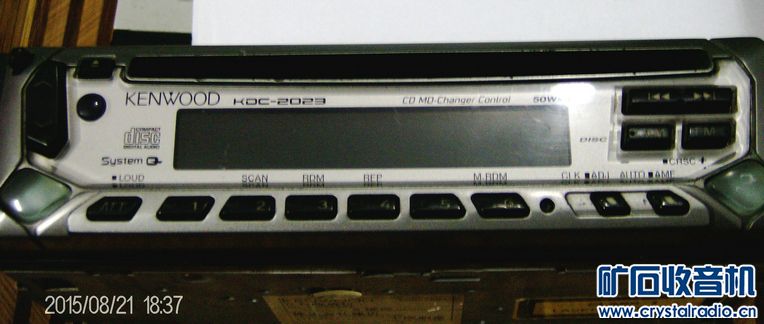 KENWOOD KDC-2023 CD MD-Changer Control 50W
COMPACT
disc
DIGITAL AUDIO
DISC
AM FM
System Q
CRSC
LOUD SCAN RDM REP M-RDM CLK ADJ AUTO AME
ATT 1 2 3 4 5 6
2015/08/21 18:37
矿石收音机
www.crystalradio.cn